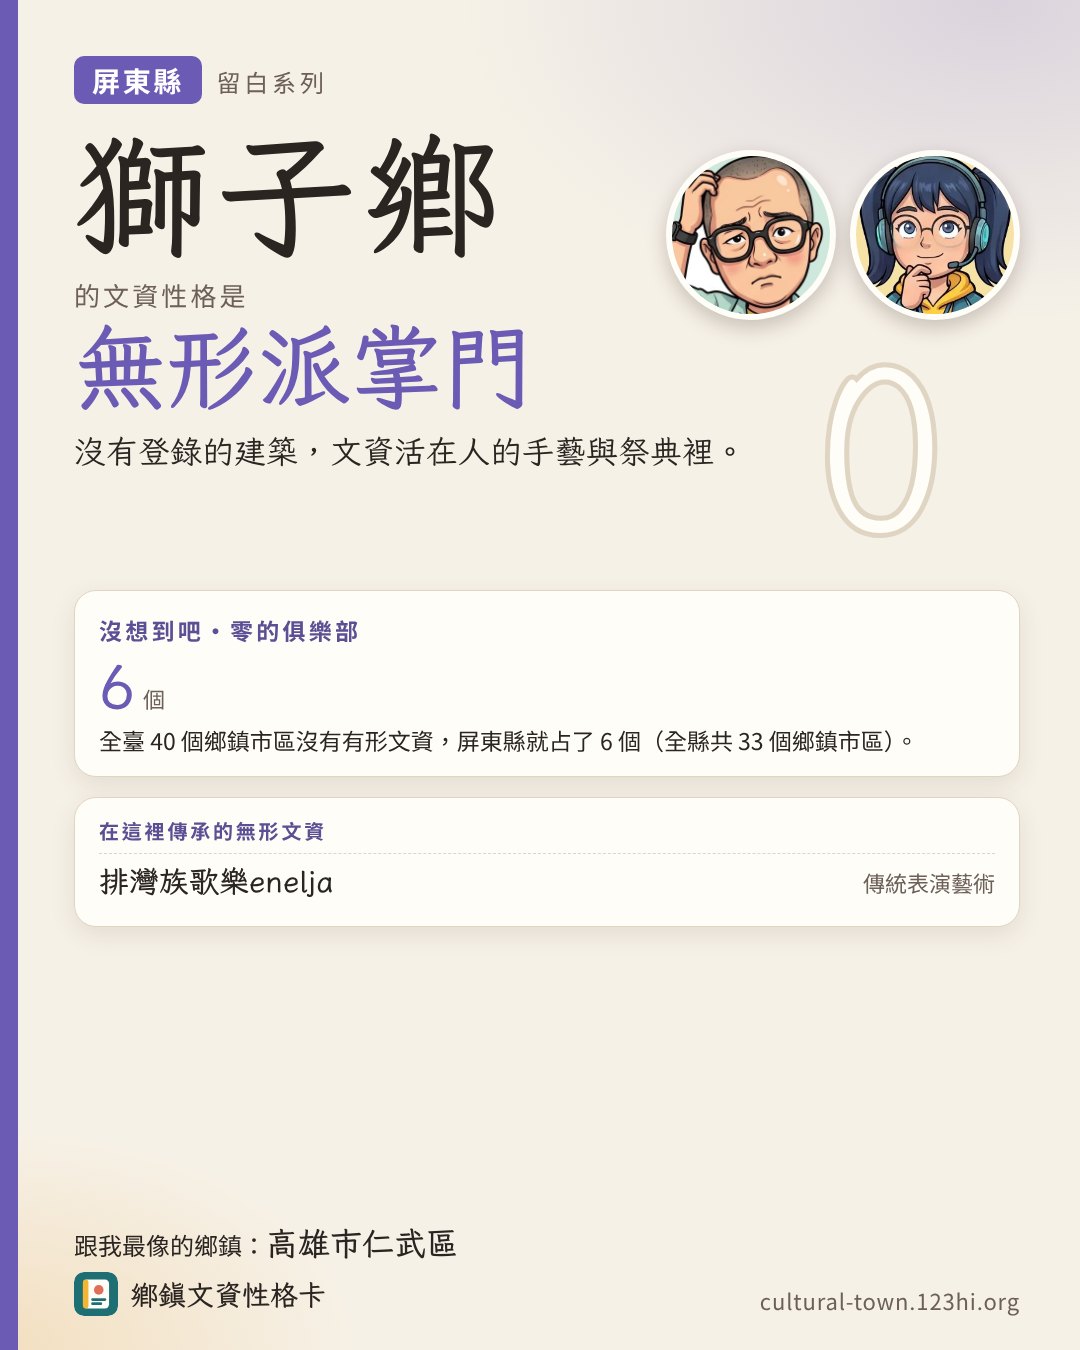 屏東縣 留白系列
獅子鄉
的文資性格是
無形派掌門
沒有登錄的建築，文資活在人的手藝與祭典裡。
0
沒想到吧・零的俱樂部
6 個
全臺 40 個鄉鎮市區沒有有形文資，屏東縣就占了 6 個（全縣共 33 個鄉鎮市區）。
在這裡傳承的無形文資
排灣族歌樂enelja 傳統表演藝術
跟我最像的鄉鎮：高雄市仁武區
鄉鎮文資性格卡
cultural-town.123hi.org